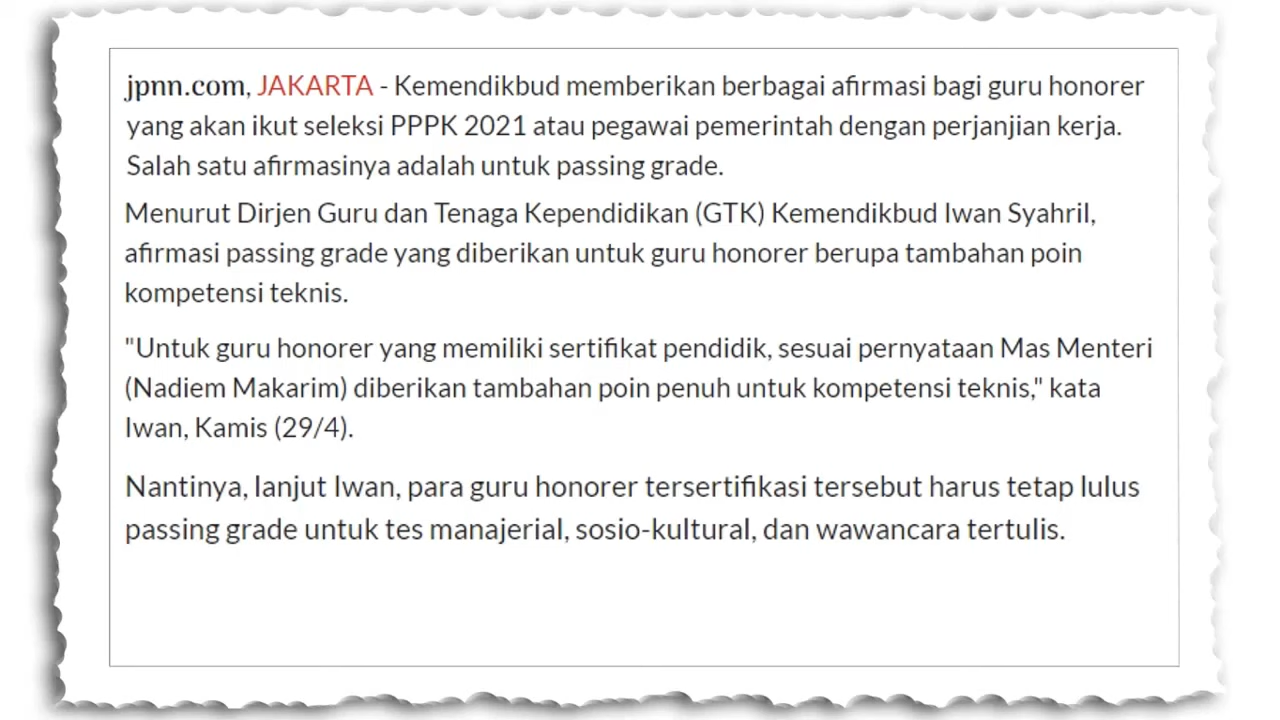 jpnn.com, JAKARTA - Kemendikbud memberikan berbagai afirmasi bagi guru honorer
yang akan ikut seleksi PPPK 2021 atau pegawai pemerintah dengan perjanjian kerja.
Salah satu afirmasinya adalah untuk passing grade.
Menurut Dirjen Guru dan Tenaga Kependidikan (GTK) Kemendikbud Iwan Syahril,
afirmasi passing grade yang diberikan untuk guru honorer berupa tambahan poin
kompetensi teknis.
"Untuk guru honorer yang memiliki sertifikat pendidik, sesuai pernyataan Mas Menteri
(Nadiem Makarim) diberikan tambahan poin penuh untuk kompetensi teknis," kata
Iwan, Kamis (29/4).
Nantinya, lanjut Iwan, para guru honorer tersertifikasi tersebut harus tetap lulus
passing grade untuk tes manajerial, sosio-kultural, dan wawancara tertulis.